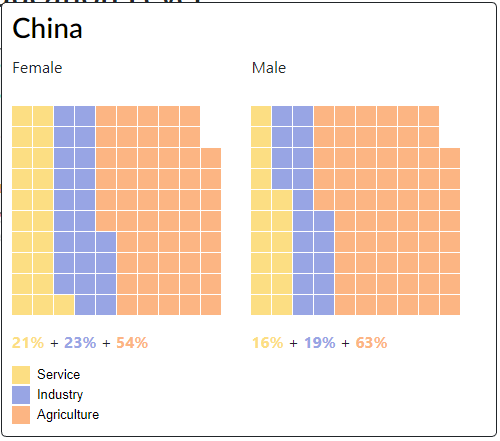 China
Female Male
21% + 23% + 54% 16% + 19% + 63%
Service
Industry
Agriculture